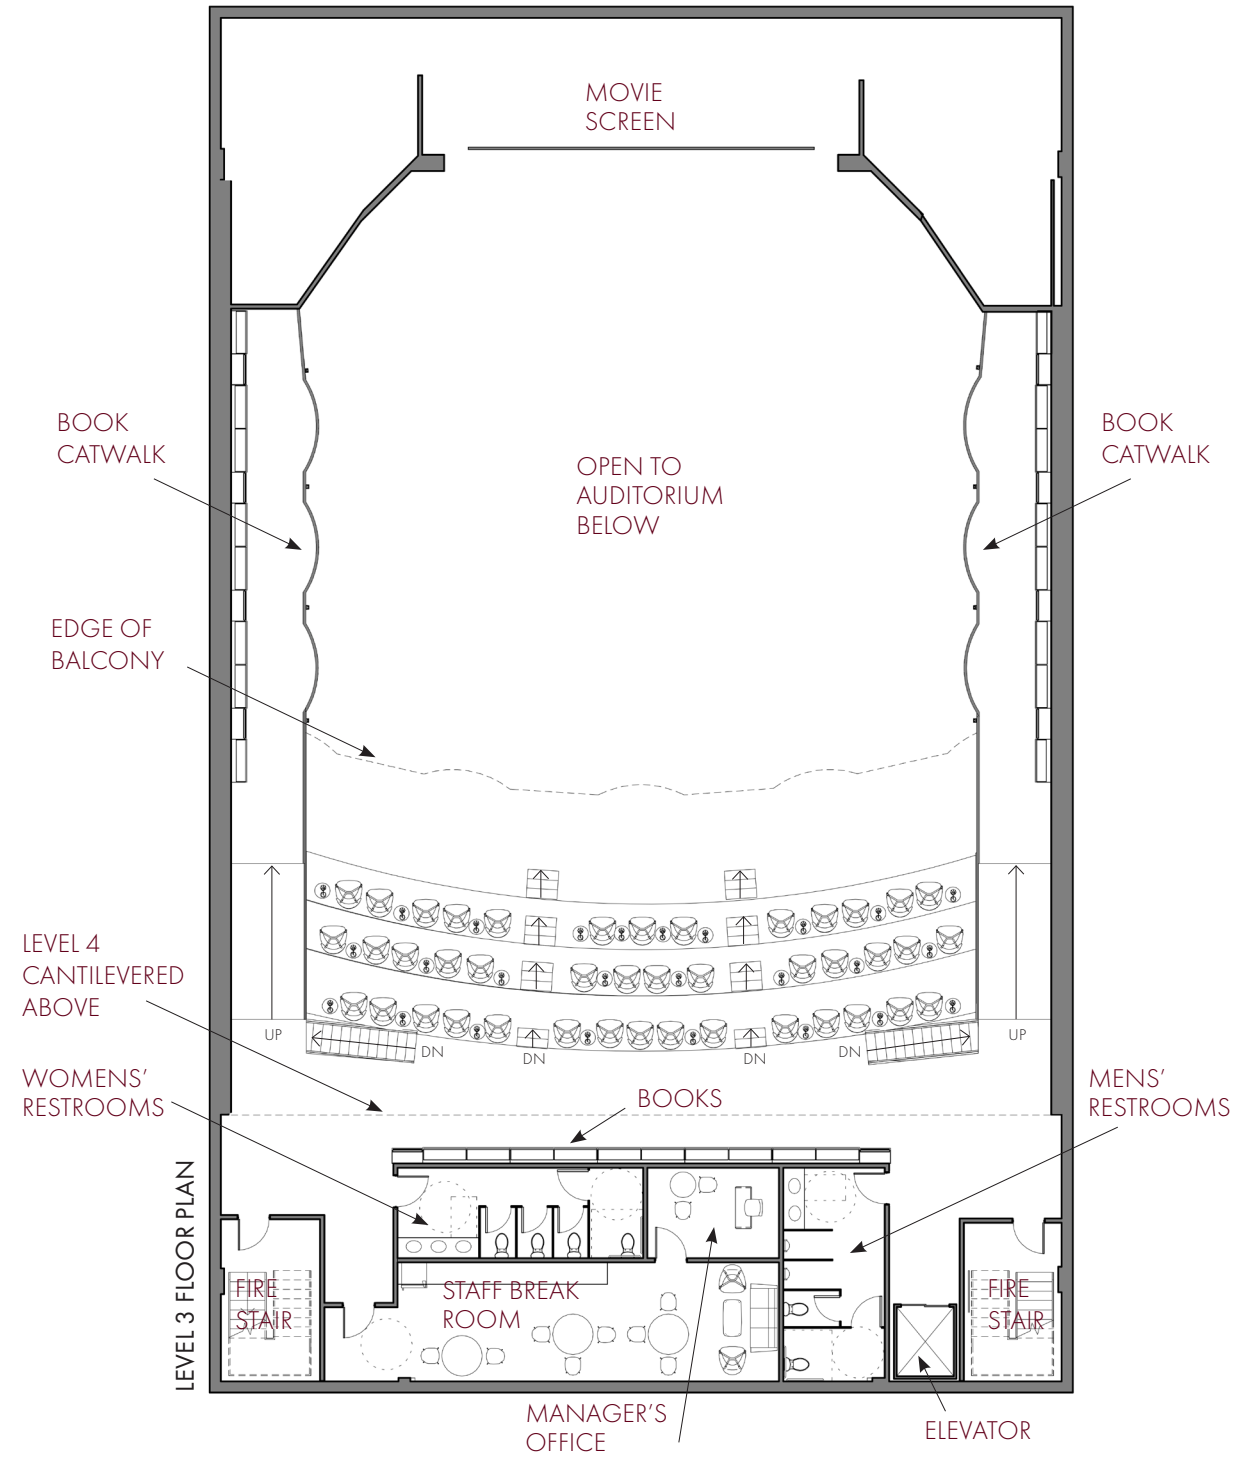 MOVIE
SCREEN
BOOK
CATWALK
BOOK
CATWALK
OPEN TO
AUDITORIUM
BELOW
EDGE OF
BALCONY
LEVEL 4
CANTILEVERED
ABOVE
UP
DN
DN
DN
DN
UP
WOMENS'
RESTROOMS
BOOKS
MENS'
RESTROOMS
LEVEL 3 FLOOR PLAN
FIRE
STAIR
STAFF BREAK
ROOM
FIRE
STAIR
MANAGER'S
OFFICE
ELEVATOR